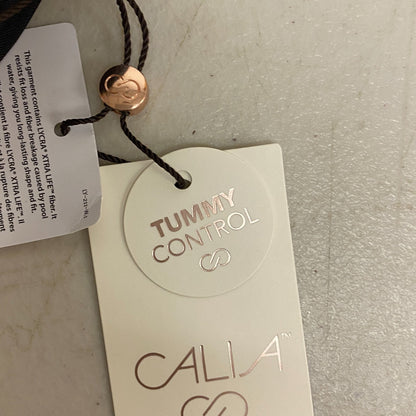 This garment contains LYCRA® XTRA LIFE™ fiber. It
resists fit loss and fiber breakage caused by pool
water, giving you long-lasting shape and fit.
contient la fibre LYCRA® XTRA LIFE™. Il
à la rupture des fibres
TUMMY
CONTROL
CALIA™